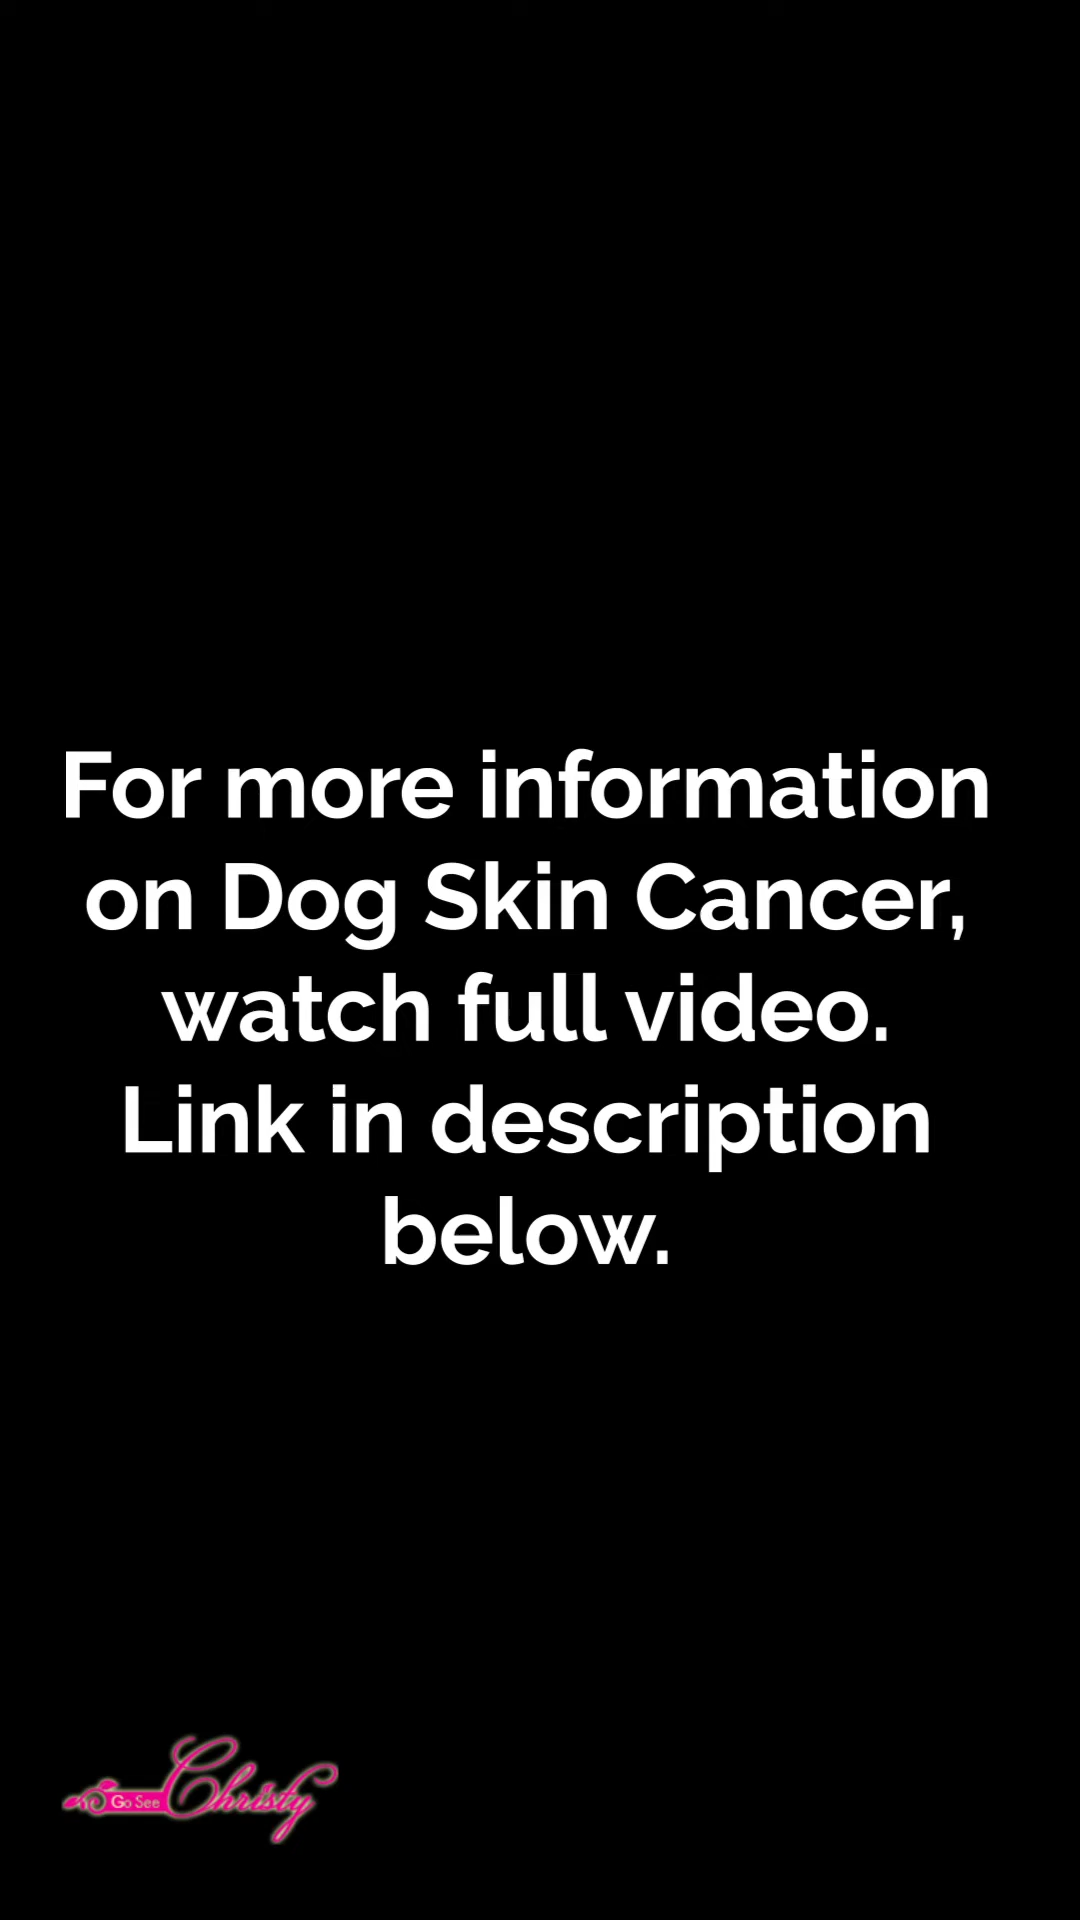 For more information
on Dog Skin Cancer,
watch full video.
Link in description
below.
Go See Christy